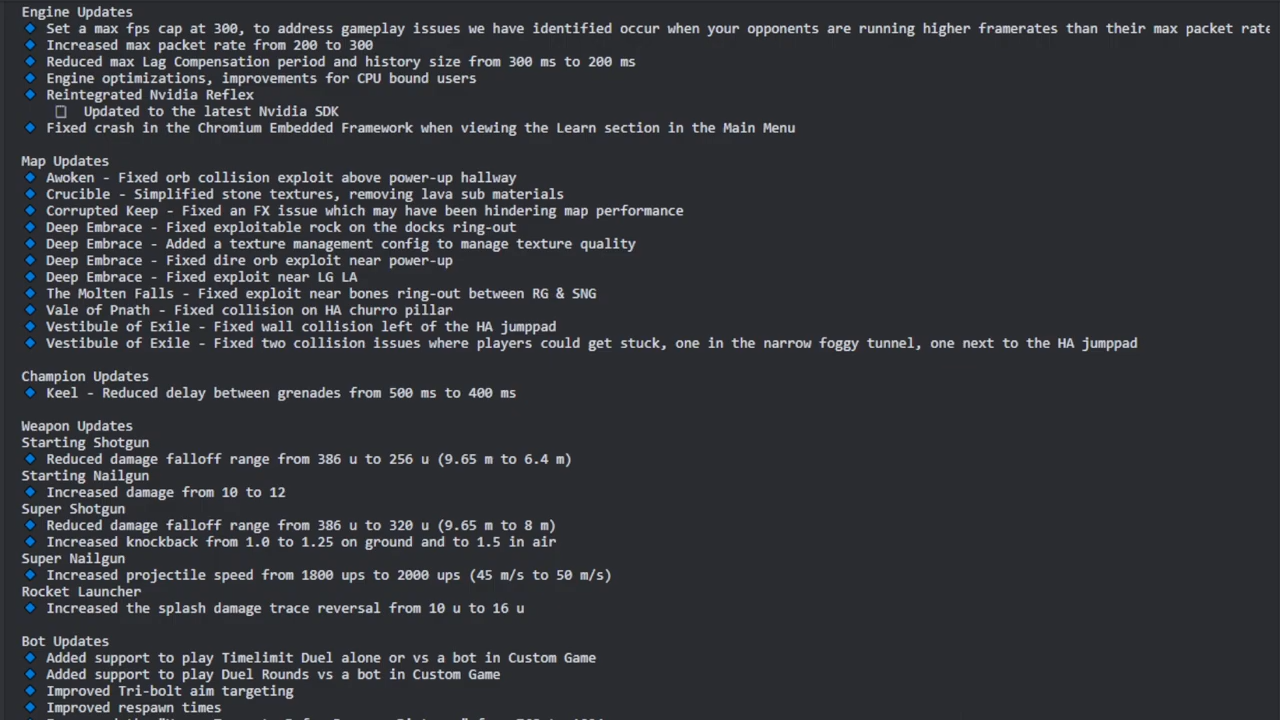 Engine Updates
Set a max fps cap at 300, to address gameplay issues we have identified occur when your opponents are running higher framerates than their max packet rate
Increased max packet rate from 200 to 300
Reduced max Lag Compensation period and history size from 300 ms to 200 ms
Engine optimizations, improvements for CPU bound users
Reintegrated Nvidia Reflex
Updated to the latest Nvidia SDK
Fixed crash in the Chromium Embedded Framework when viewing the Learn section in the Main Menu
Map Updates
Awoken - Fixed orb collision exploit above power-up hallway
Crucible - Simplified stone textures, removing lava sub materials
Corrupted Keep - Fixed an FX issue which may have been hindering map performance
Deep Embrace - Fixed exploitable rock on the docks ring-out
Deep Embrace - Added a texture management config to manage texture quality
Deep Embrace - Fixed dire orb exploit near power-up
Deep Embrace - Fixed exploit near LG LA
The Molten Falls - Fixed exploit near bones ring-out between RG & SNG
Vale of Pnath - Fixed collision on HA churro pillar
Vestibule of Exile - Fixed wall collision left of the HA jumppad
Vestibule of Exile - Fixed two collision issues where players could get stuck, one in the narrow foggy tunnel, one next to the HA jumppad
Champion Updates
Keel - Reduced delay between grenades from 500 ms to 400 ms
Weapon Updates
Starting Shotgun
Reduced damage falloff range from 386 u to 256 u (9.65 m to 6.4 m)
Starting Nailgun
Increased damage from 10 to 12
Super Shotgun
Reduced damage falloff range from 386 u to 320 u (9.65 m to 8 m)
Increased knockback from 1.0 to 1.25 on ground and to 1.5 in air
Super Nailgun
Increased projectile speed from 1800 ups to 2000 ups (45 m/s to 50 m/s)
Rocket Launcher
Increased the splash damage trace reversal from 10 u to 16 u
Bot Updates
Added support to play Timelimit Duel alone or vs a bot in Custom Game
Added support to play Duel Rounds vs a bot in Custom Game
Improved Tri-bolt aim targeting
Improved respawn times